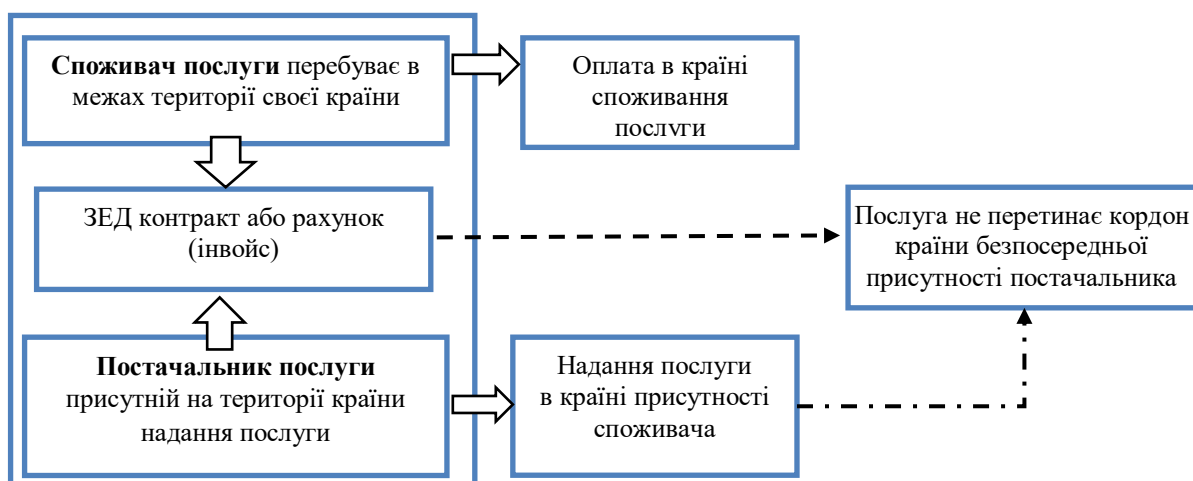 Споживач послуги перебуває в
межах території своєї країни
Оплата в країні
споживання
послуги
ЗЕД контракт або рахунок
(інвойс)
Послуга не перетинає кордон
країни безпосередньої
присутності постачальника
Постачальник послуги
присутній на території країни
надання послуги
Надання послуги
в країні присутності
споживача